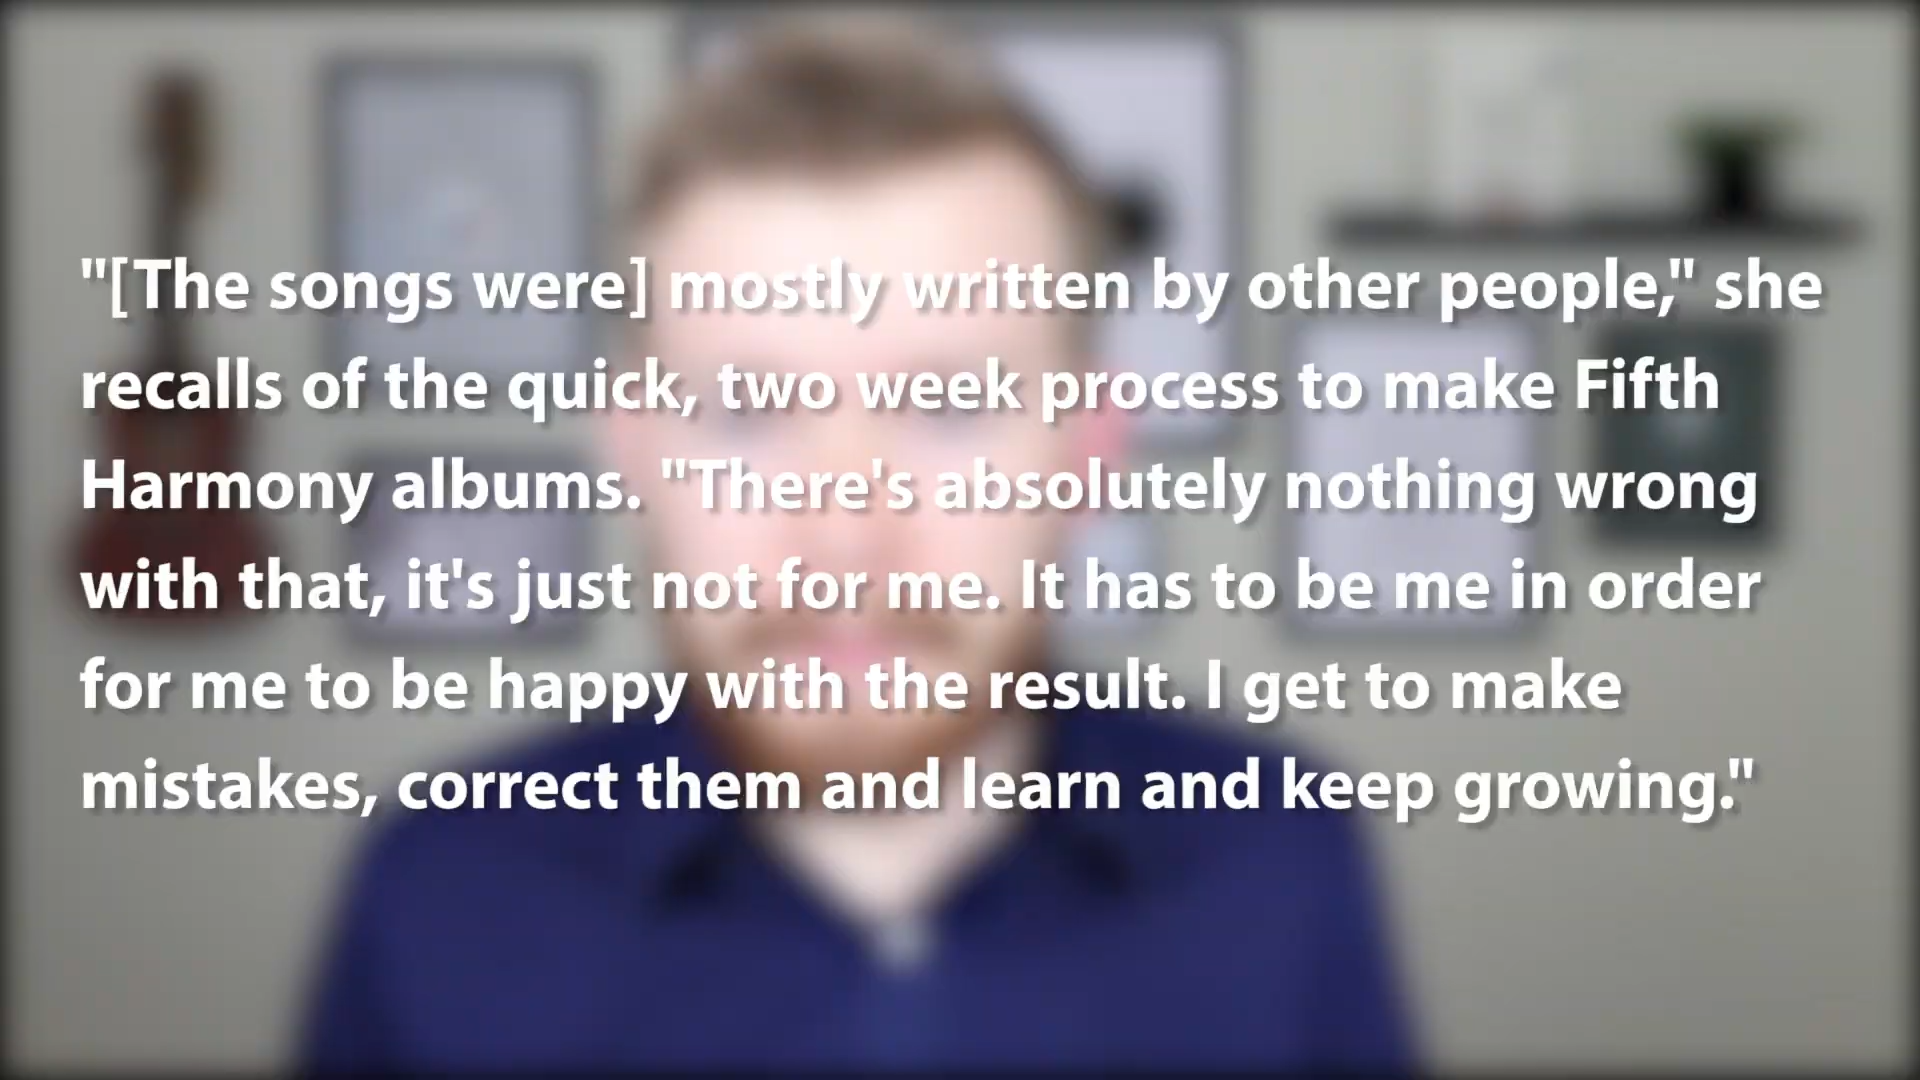 "[The songs were] mostly written by other people," she
recalls of the quick, two week process to make Fifth
Harmony albums. "There's absolutely nothing wrong
with that, it's just not for me. It has to be me in order
for me to be happy with the result. I get to make
mistakes, correct them and learn and keep growing."